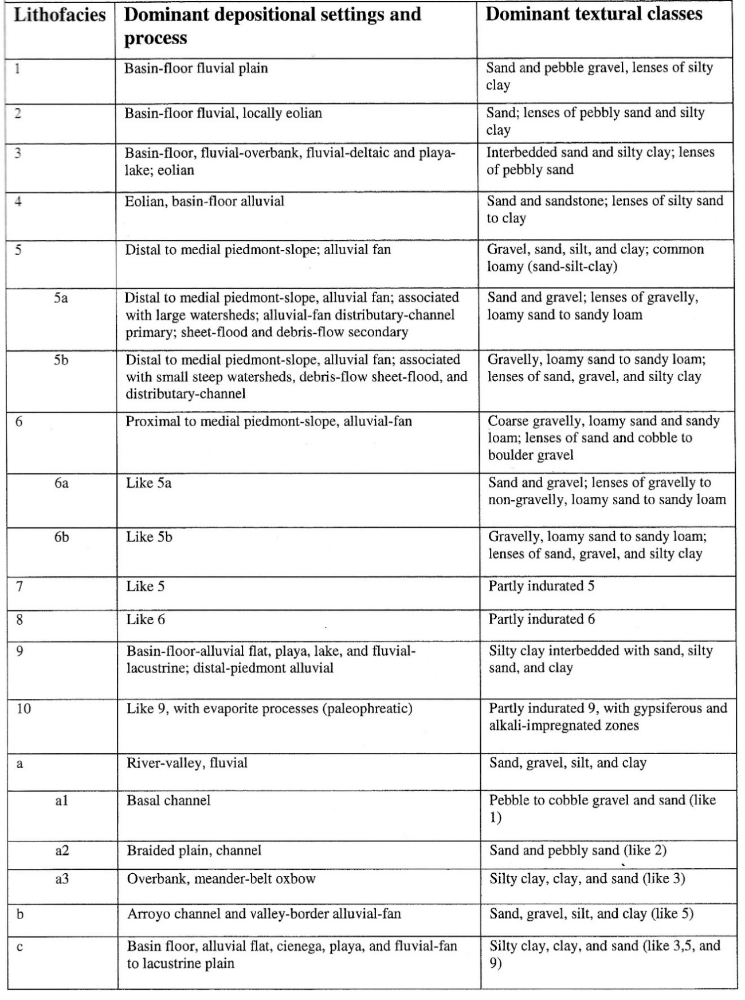 Lithofacies
Dominant depositional settings and
process
Dominant textural classes
1
Basin-floor fluvial plain
Sand and pebble gravel, lenses of silty
clay
2
Basin-floor fluvial, locally eolian
Sand; lenses of pebbly sand and silty
clay
3
Basin-floor, fluvial-overbank, fluvial-deltaic and playa-
lake; eolian
Interbedded sand and silty clay; lenses
of pebbly sand
4
Eolian, basin-floor alluvial
Sand and sandstone; lenses of silty sand
to clay
5
Distal to medial piedmont-slope; alluvial fan
Gravel, sand, silt, and clay; common
loamy (sand-silt-clay)
5a
Distal to medial piedmont-slope, alluvial fan; associated
with large watersheds; alluvial-fan distributary-channel
primary; sheet-flood and debris-flow secondary
Sand and gravel; lenses of gravelly,
loamy sand to sandy loam
5b
Distal to medial piedmont-slope, alluvial fan; associated
with small steep watersheds, debris-flow sheet-flood, and
distributary-channel
Gravelly, loamy sand to sandy loam;
lenses of sand, gravel, and silty clay
6
Proximal to medial piedmont-slope, alluvial-fan
Coarse gravelly, loamy sand and sandy
loam; lenses of sand and cobble to
boulder gravel
6a
Like 5a
Sand and gravel; lenses of gravelly to
non-gravelly, loamy sand to sandy loam
6b
Like 5b
Gravelly, loamy sand to sandy loam;
lenses of sand, gravel, and silty clay
7
Like 5
Partly indurated 5
8
Like 6
Partly indurated 6
9
Basin-floor-alluvial flat, playa, lake, and fluvial-
lacustrine; distal-piedmont alluvial
Silty clay interbedded with sand, silty
sand, and clay
10
Like 9, with evaporite processes (paleophreatic)
Partly indurated 9, with gypsiferous and
alkali-impregnated zones
a
River-valley, fluvial
Sand, gravel, silt, and clay
a1
Basal channel
Pebble to cobble gravel and sand (like
1)
a2
Braided plain, channel
Sand and pebbly sand (like 2)
a3
Overbank, meander-belt oxbow
Silty clay, clay, and sand (like 3)
b
Arroyo channel and valley-border alluvial-fan
Sand, gravel, silt, and clay (like 5)
c
Basin floor, alluvial flat, cienega, playa, and fluvial-fan
to lacustrine plain
Silty clay, clay, and sand (like 3,5, and
9)